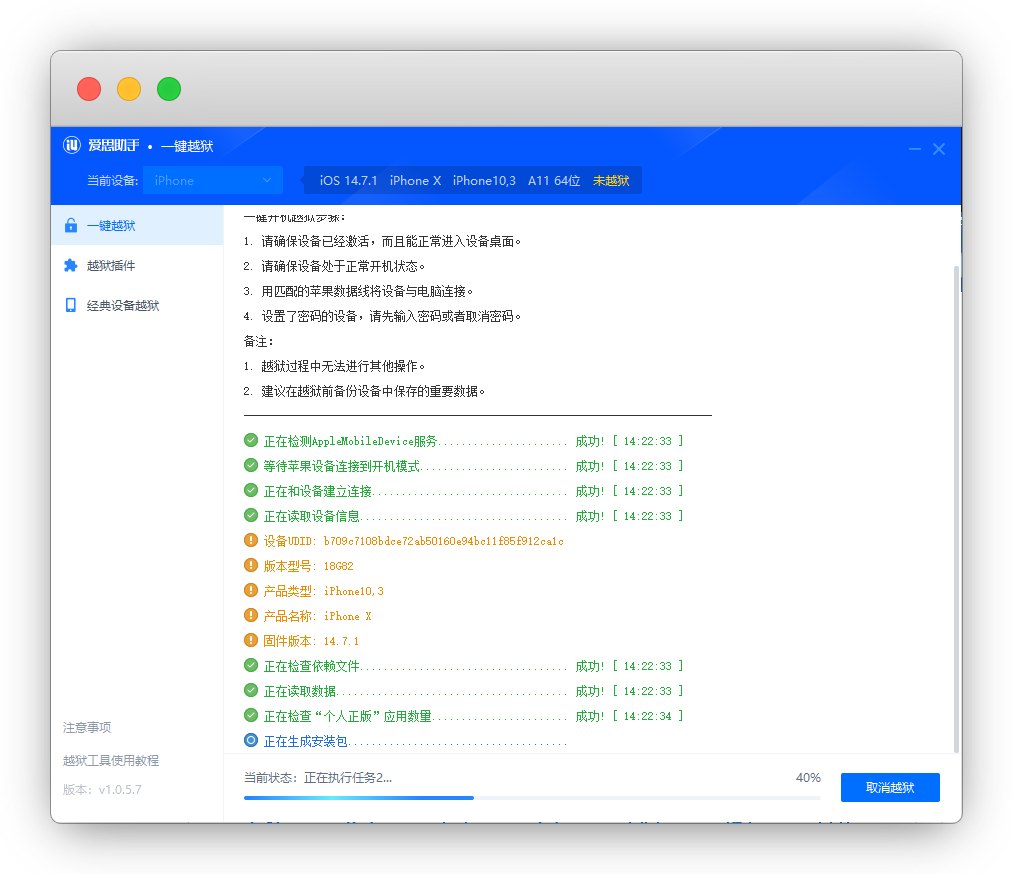 爱思助手 • 一键越狱
当前设备: iPhone iOS 14.7.1 iPhone X iPhone10,3 A11 64位 未越狱
一键越狱
越狱插件
经典设备越狱
一键开机越狱步骤:
1. 请确保设备已经激活，而且能正常进入设备桌面。
2. 请确保设备处于正常开机状态。
3. 用匹配的苹果数据线将设备与电脑连接。
4. 设置了密码的设备，请先输入密码或者取消密码。
备注:
1. 越狱过程中无法进行其他操作。
2. 建议在越狱前备份设备中保存的重要数据。
正在检测AppleMobileDevice服务...................... 成功! [ 14:22:33 ]
等待苹果设备连接到开机模式......................... 成功! [ 14:22:33 ]
正在和设备建立连接................................. 成功! [ 14:22:33 ]
正在读取设备信息................................... 成功! [ 14:22:33 ]
设备UDID: b709c7108bdce72ab50160e94bc11f85f912ca1c
版本型号: 18G82
产品类型: iPhone10,3
产品名称: iPhone X
固件版本: 14.7.1
正在检查依赖文件................................... 成功! [ 14:22:33 ]
正在读取数据....................................... 成功! [ 14:22:33 ]
正在检查“个人正版”应用数量....................... 成功! [ 14:22:34 ]
正在生成安装包.....................................
注意事项
越狱工具使用教程
版本: v1.0.5.7
当前状态: 正在执行任务2...
40%
取消越狱